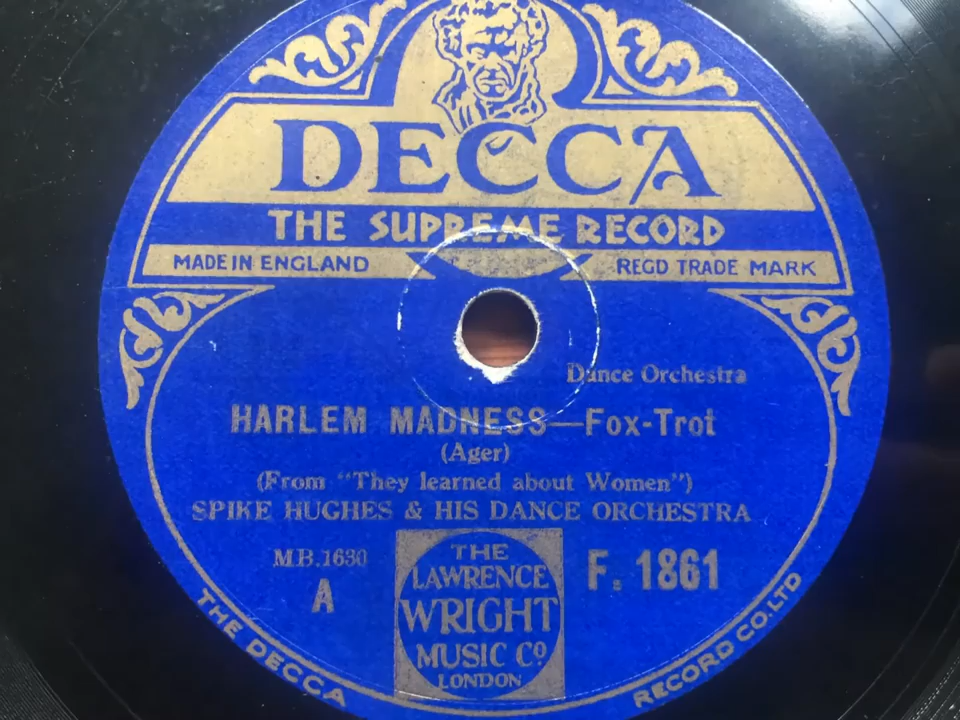 DECCA
THE SUPREME RECORD
MADE IN ENGLAND REGD TRADE MARK
Dance Orchestra
HARLEM MADNESS—Fox-Trot
(Ager)
(From "They learned about Women")
SPIKE HUGHES & HIS DANCE ORCHESTRA
MB.1630
A
THE
LAWRENCE
WRIGHT
MUSIC Cº
LONDON
F. 1861
THE DECCA RECORD CO. LTD